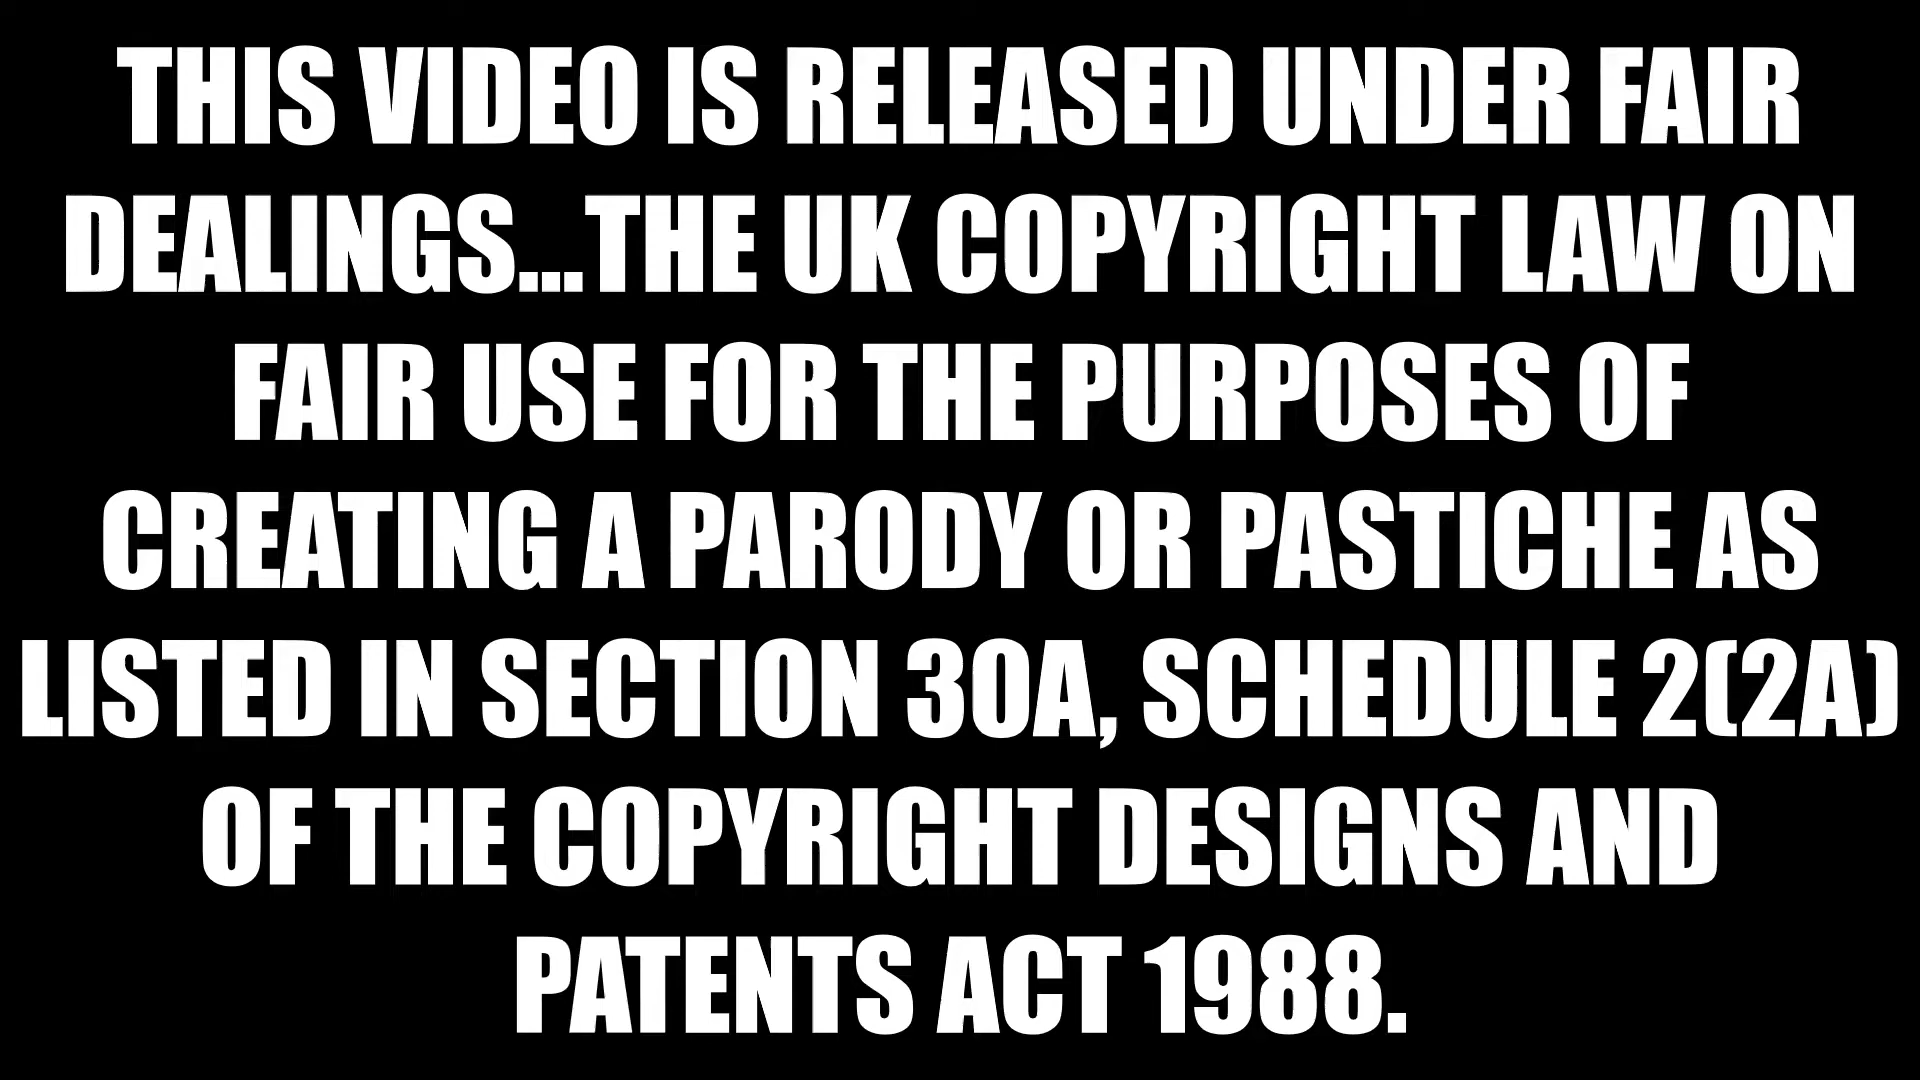 THIS VIDEO IS RELEASED UNDER FAIR
DEALINGS...THE UK COPYRIGHT LAW ON
FAIR USE FOR THE PURPOSES OF
CREATING A PARODY OR PASTICHE AS
LISTED IN SECTION 30A, SCHEDULE 2(2A)
OF THE COPYRIGHT DESIGNS AND
PATENTS ACT 1988.